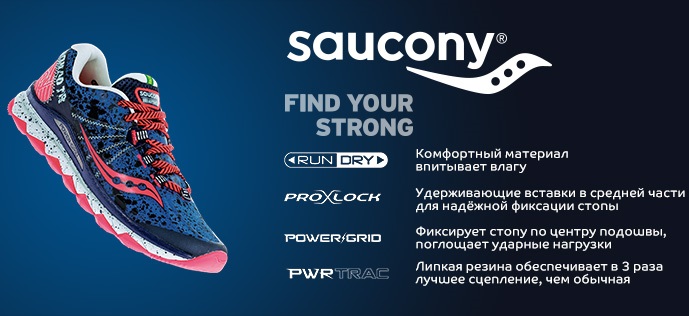 saucony®
FIND YOUR
STRONG
RUN DRY
Комфортный материал
впитывает влагу
PROXLOCK
Удерживающие вставки в средней части
для надёжной фиксации стопы
POWERGRID
Фиксирует стопу по центру подошвы,
поглощает ударные нагрузки
PWRTRAC
Липкая резина обеспечивает в 3 раза
лучшее сцепление, чем обычная